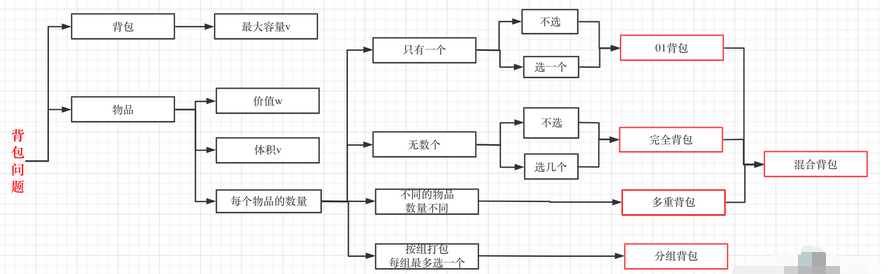 背包问题
背包
最大容量v
物品
价值w
体积v
每个物品的数量
只有一个
不选
选一个
01背包
无数个
不选
选几个
完全背包
不同的物品
数量不同
多重背包
混合背包
按组打包
每组最多选一个
分组背包